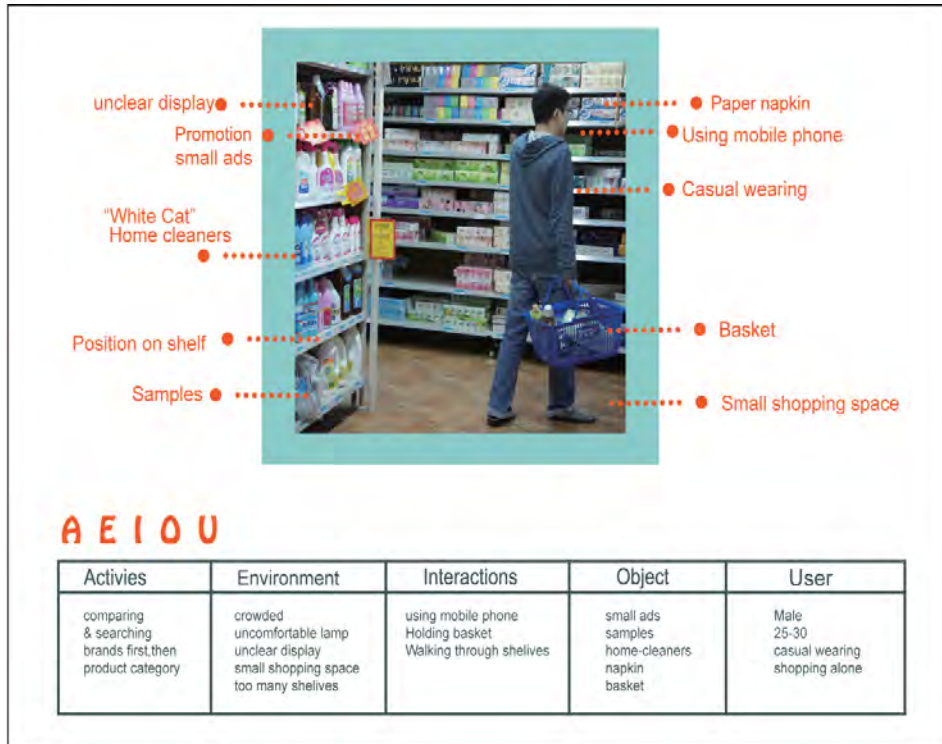 unclear display
Promotion
small ads
"White Cat"
Home cleaners
Position on shelf
Samples
Paper napkin
Using mobile phone
Casual wearing
Basket
Small shopping space
A E I O U
Activies
Environment
Interactions
Object
User
comparing
& searching
brands first,then
product category
crowded
uncomfortable lamp
unclear display
small shopping space
too many shelives
using mobile phone
Holding basket
Walking through shelives
small ads
samples
home-cleaners
napkin
basket
Male
25-30
casual wearing
shopping alone